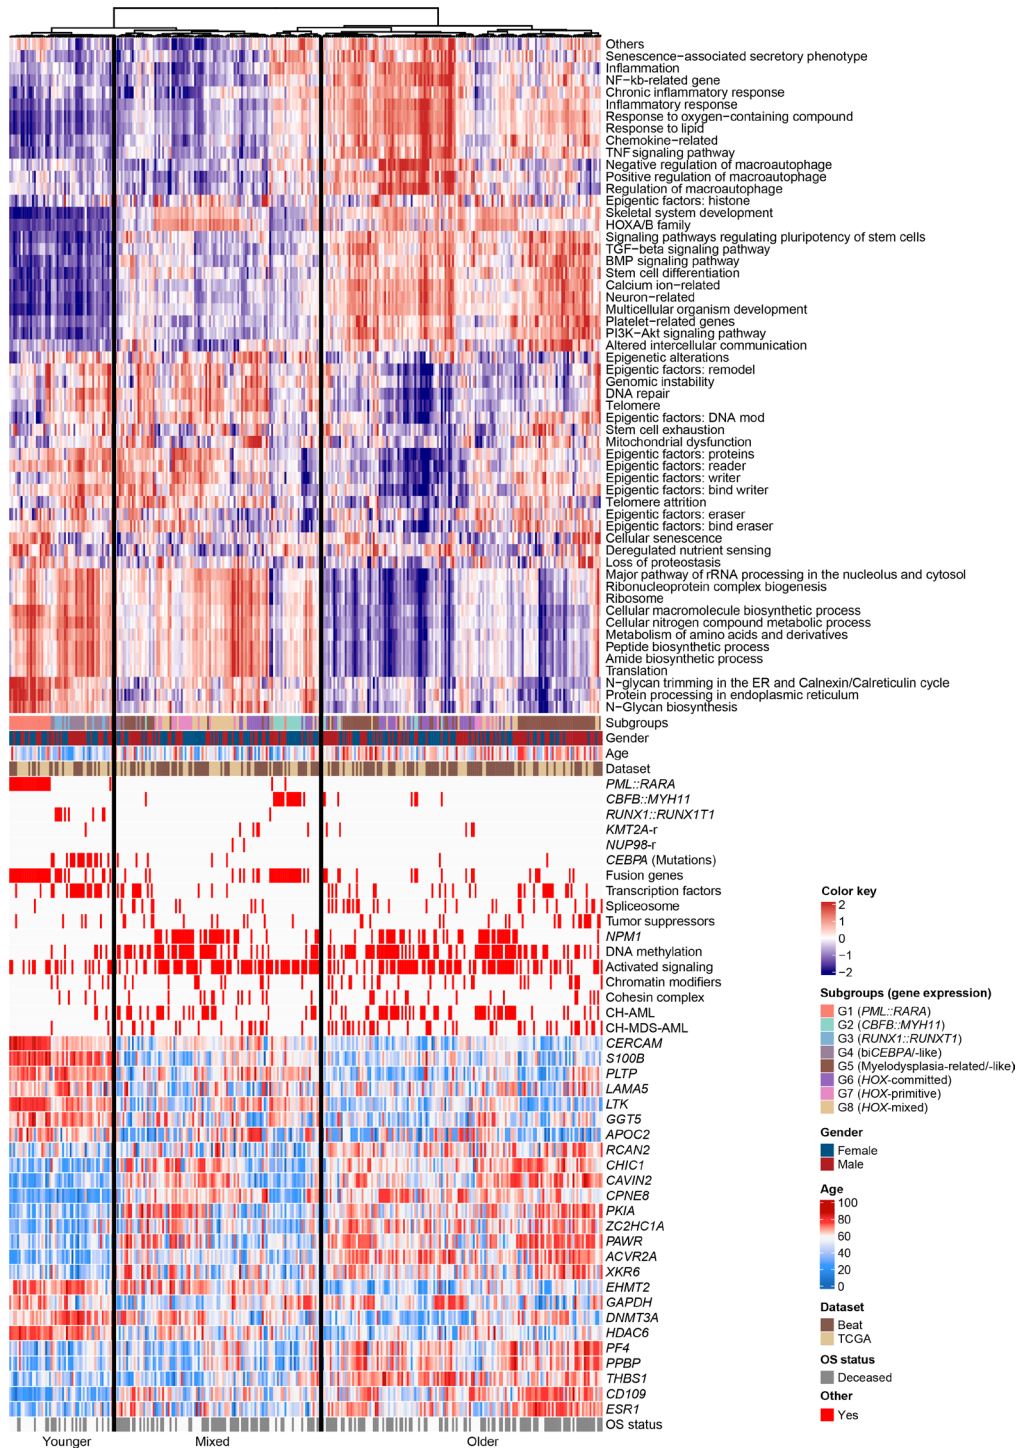 Others
Senescence−associated secretory phenotype
Inflammation
NF−kb−related gene
Chronic inflammatory response
Inflammatory response
Response to oxygen−containing compound
Response to lipid
Chemokine−related
TNF signaling pathway
Negative regulation of macroautophage
Positive regulation of macroautophage
Regulation of macroautophage
Epigentic factors: histone
Skeletal system development
HOXA/B family
Signaling pathways regulating pluripotency of stem cells
TGF−beta signaling pathway
BMP signaling pathway
Stem cell differentiation
Calcium ion−related
Neuron−related
Multicellular organism development
Platelet−related genes
PI3K−Akt signaling pathway
Altered intercellular communication
Epigenetic alterations
Epigentic factors: remodel
Genomic instability
DNA repair
Telomere
Epigentic factors: DNA mod
Stem cell exhaustion
Mitochondrial dysfunction
Epigentic factors: proteins
Epigentic factors: reader
Epigentic factors: writer
Epigentic factors: bind writer
Telomere attrition
Epigentic factors: eraser
Epigentic factors: bind eraser
Cellular senescence
Deregulated nutrient sensing
Loss of proteostasis
Major pathway of rRNA processing in the nucleolus and cytosol
Ribonucleoprotein complex biogenesis
Ribosome
Cellular macromolecule biosynthetic process
Cellular nitrogen compound metabolic process
Metabolism of amino acids and derivatives
Peptide biosynthetic process
Amide biosynthetic process
Translation
N−glycan trimming in the ER and Calnexin/Calreticulin cycle
Protein processing in endoplasmic reticulum
N−Glycan biosynthesis
Subgroups
Gender
Age
Dataset
PML::RARA
CBFB::MYH11
RUNX1::RUNX1T1
KMT2A-r
NUP98-r
CEBPA (Mutations)
Fusion genes
Transcription factors
Spliceosome
Tumor suppressors
NPM1
DNA methylation
Activated signaling
Chromatin modifiers
Cohesin complex
CH-AML
CH-MDS-AML
CERCAM
S100B
PLTP
LAMA5
LTK
GGT5
APOC2
RCAN2
CHIC1
CAVIN2
CPNE8
PKIA
ZC2HC1A
PAWR
ACVR2A
XKR6
EHMT2
GAPDH
DNMT3A
HDAC6
PF4
PPBP
THBS1
CD109
ESR1
OS status
Younger
Mixed
Older
Color key
2
1
0
−1
−2
Subgroups (gene expression)
G1 (PML::RARA)
G2 (CBFB::MYH11)
G3 (RUNX1::RUNXT1)
G4 (biCEBPA/-like)
G5 (Myelodysplasia-related/-like)
G6 (HOX-committed)
G7 (HOX-primitive)
G8 (HOX-mixed)
Gender
Female
Male
Age
100
80
60
40
20
0
Dataset
Beat
TCGA
OS status
Deceased
Other
Yes